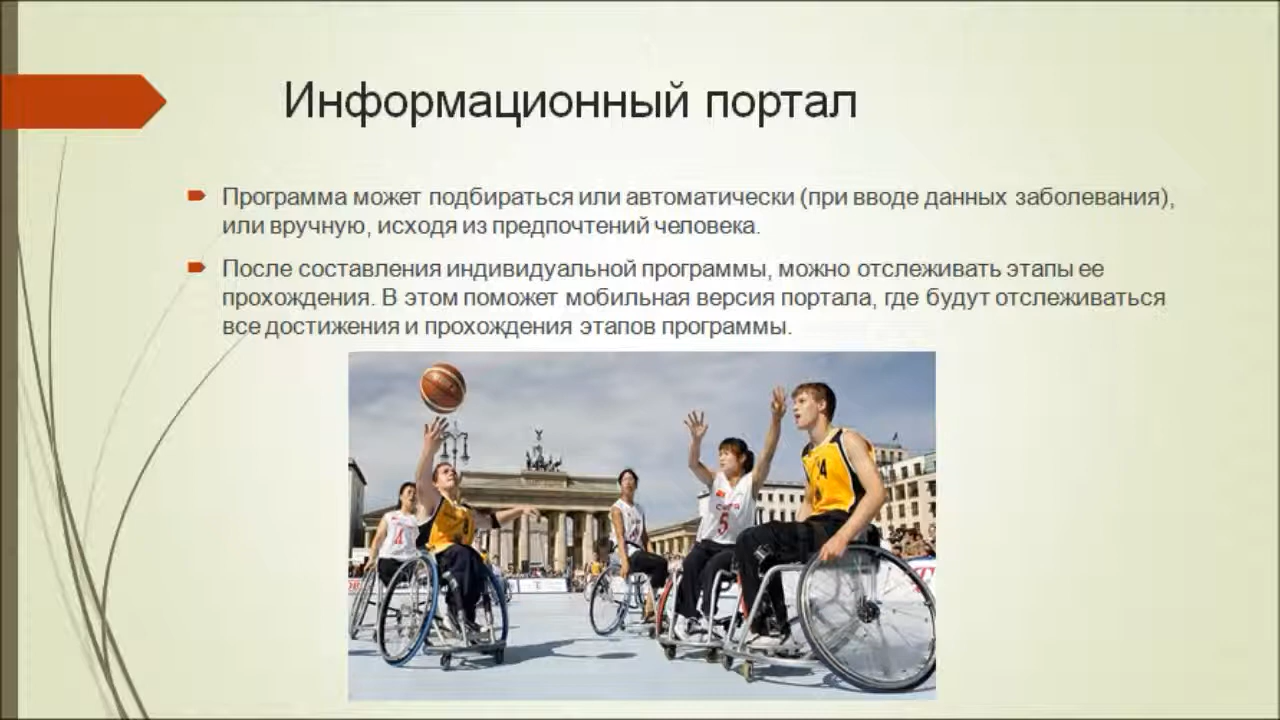 Информационный портал
Программа может подбираться или автоматически (при вводе данных заболевания),
или вручную, исходя из предпочтений человека.
После составления индивидуальной программы, можно отслеживать этапы ее
прохождения. В этом поможет мобильная версия портала, где будут отслеживаться
все достижения и прохождения этапов программы.
4
5